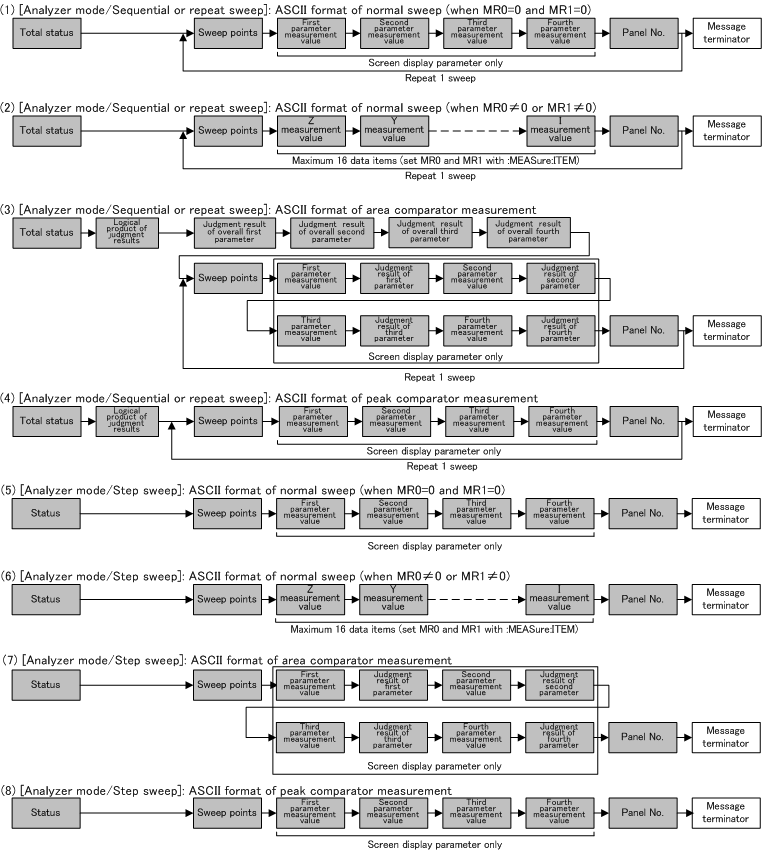 (1) [Analyzer mode/Sequential or repeat sweep]: ASCII format of normal sweep (when MR0=0 and MR1=0)
Total status
Sweep points
First
parameter
measurement
value
Second
parameter
measurement
value
Third
parameter
measurement
value
Fourth
parameter
measurement
value
Panel No.
Message
terminator
Screen display parameter only
Repeat 1 sweep
(2) [Analyzer mode/Sequential or repeat sweep]: ASCII format of normal sweep (when MR0≠0 or MR1≠0)
Total status
Sweep points
Z
measurement
value
Y
measurement
value
I
measurement
value
Panel No.
Message
terminator
Maximum 16 data items (set MR0 and MR1 with :MEASure:ITEM)
Repeat 1 sweep
(3) [Analyzer mode/Sequential or repeat sweep]: ASCII format of area comparator measurement
Total status
Logical
product of
judgment
results
Judgment result
of overall first
parameter
Judgment result
of overall second
parameter
Judgment result
of overall third
parameter
Judgment result
of overall fourth
parameter
Sweep points
First
parameter
measurement
value
Judgment
result of
first
parameter
Second
parameter
measurement
value
Judgment
result of
second
parameter
Third
parameter
measurement
value
Judgment
result of
third
parameter
Fourth
parameter
measurement
value
Judgment
result of
fourth
parameter
Panel No.
Message
terminator
Screen display parameter only
Repeat 1 sweep
(4) [Analyzer mode/Sequential or repeat sweep]: ASCII format of peak comparator measurement
Total status
Logical
product of
judgment
results
Sweep points
First
parameter
measurement
value
Second
parameter
measurement
value
Third
parameter
measurement
value
Fourth
parameter
measurement
value
Panel No.
Message
terminator
Screen display parameter only
Repeat 1 sweep
(5) [Analyzer mode/Step sweep]: ASCII format of normal sweep (when MR0=0 and MR1=0)
Status
Sweep points
First
parameter
measurement
value
Second
parameter
measurement
value
Third
parameter
measurement
value
Fourth
parameter
measurement
value
Panel No.
Message
terminator
Screen display parameter only
(6) [Analyzer mode/Step sweep]: ASCII format of normal sweep (when MR0≠0 or MR1≠0)
Status
Sweep points
Z
measurement
value
Y
measurement
value
I
measurement
value
Panel No.
Message
terminator
Maximum 16 data items (set MR0 and MR1 with :MEASure:ITEM)
(7) [Analyzer mode/Step sweep]: ASCII format of area comparator measurement
Status
Sweep points
First
parameter
measurement
value
Judgment
result of
first
parameter
Second
parameter
measurement
value
Judgment
result of
second
parameter
Third
parameter
measurement
value
Judgment
result of
third
parameter
Fourth
parameter
measurement
value
Judgment
result of
fourth
parameter
Panel No.
Message
terminator
Screen display parameter only
(8) [Analyzer mode/Step sweep]: ASCII format of peak comparator measurement
Status
Sweep points
First
parameter
measurement
value
Second
parameter
measurement
value
Third
parameter
measurement
value
Fourth
parameter
measurement
value
Panel No.
Message
terminator
Screen display parameter only